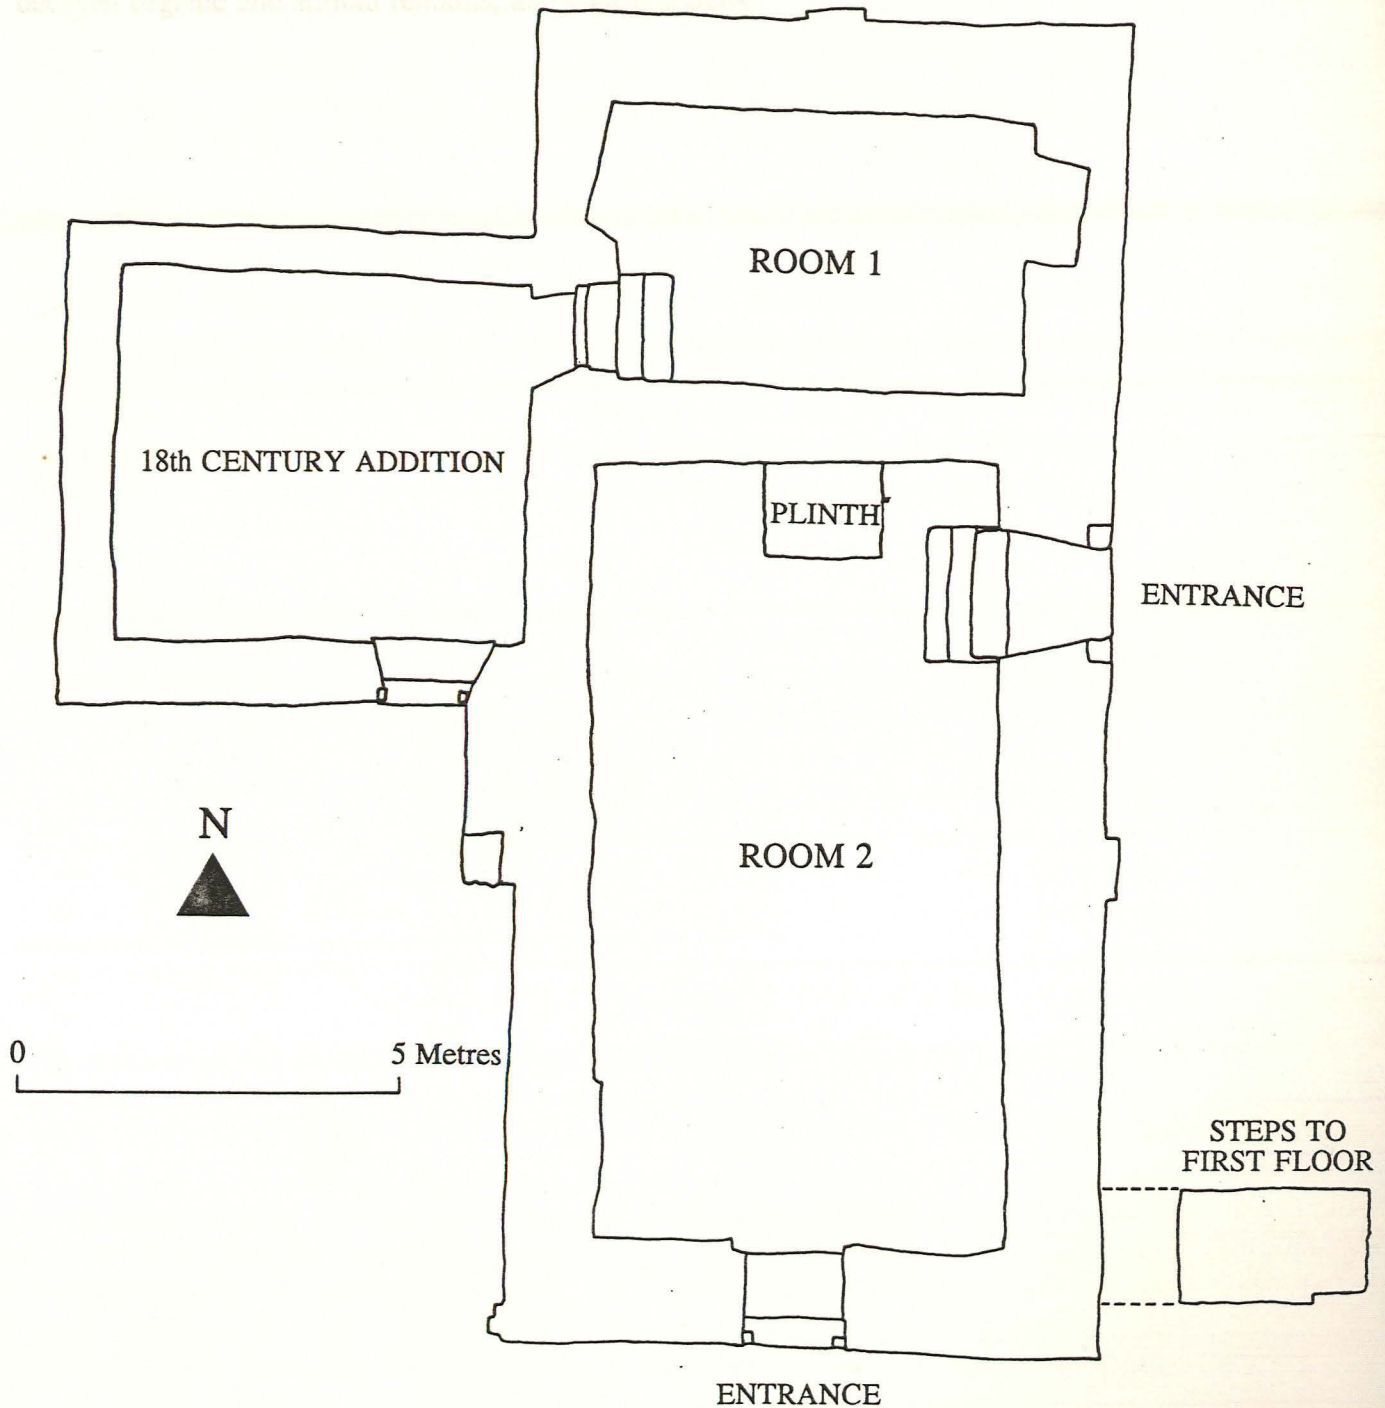 ROOM 1
18th CENTURY ADDITION
PLINTH
ENTRANCE
N
ROOM 2
0
5 Metres
STEPS TO
FIRST FLOOR
ENTRANCE